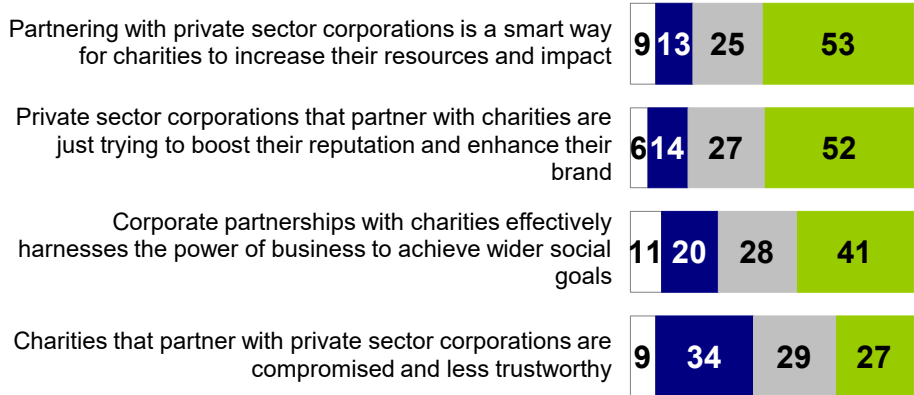 Partnering with private sector corporations is a smart way
for charities to increase their resources and impact
9 13 25 53
Private sector corporations that partner with charities are
just trying to boost their reputation and enhance their
brand
6 14 27 52
Corporate partnerships with charities effectively
harnesses the power of business to achieve wider social
goals
11 20 28 41
Charities that partner with private sector corporations are
compromised and less trustworthy
9 34 29 27